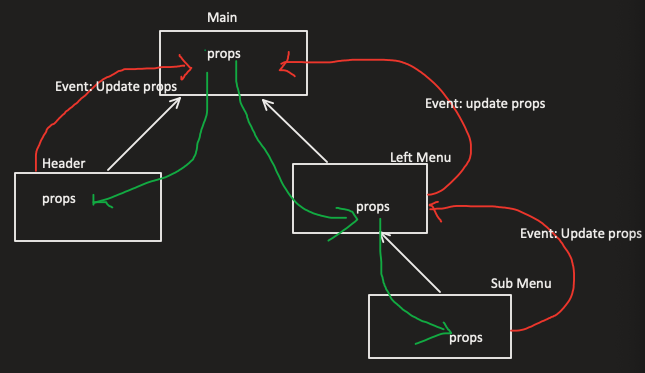 Main
props
Event: Update props
Event: update props
Header
props
Left Menu
props
Event: Update props
Sub Menu
props